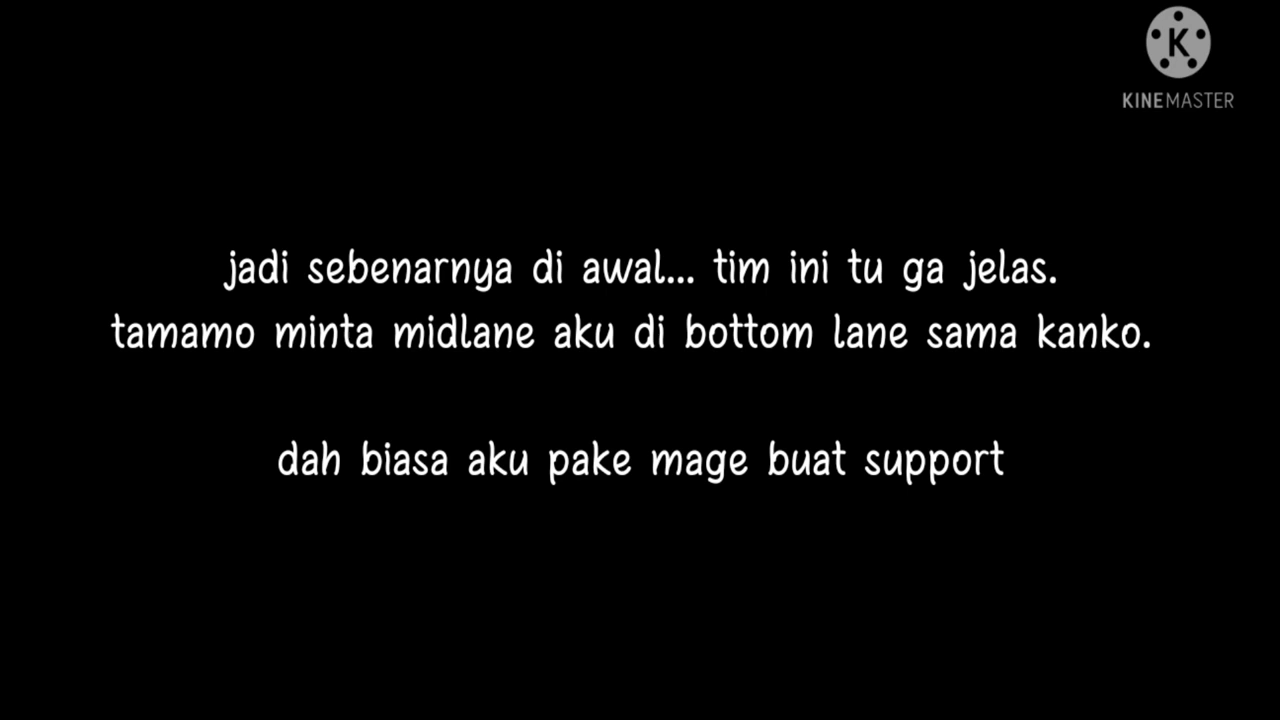 K
KINEMASTER
jadi sebenarnya di awal... tim ini tu ga jelas.
tamamo minta midlane aku di bottom lane sama kanko.
dah biasa aku pake mage buat support